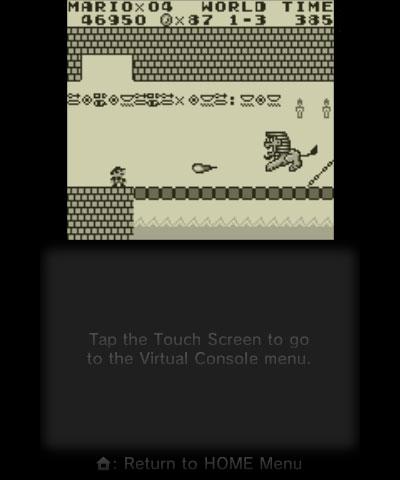 MARIO×04 WORLD TIME
46950 ×87 1-3 385
Tap the Touch Screen to go
to the Virtual Console menu.
: Return to HOME Menu